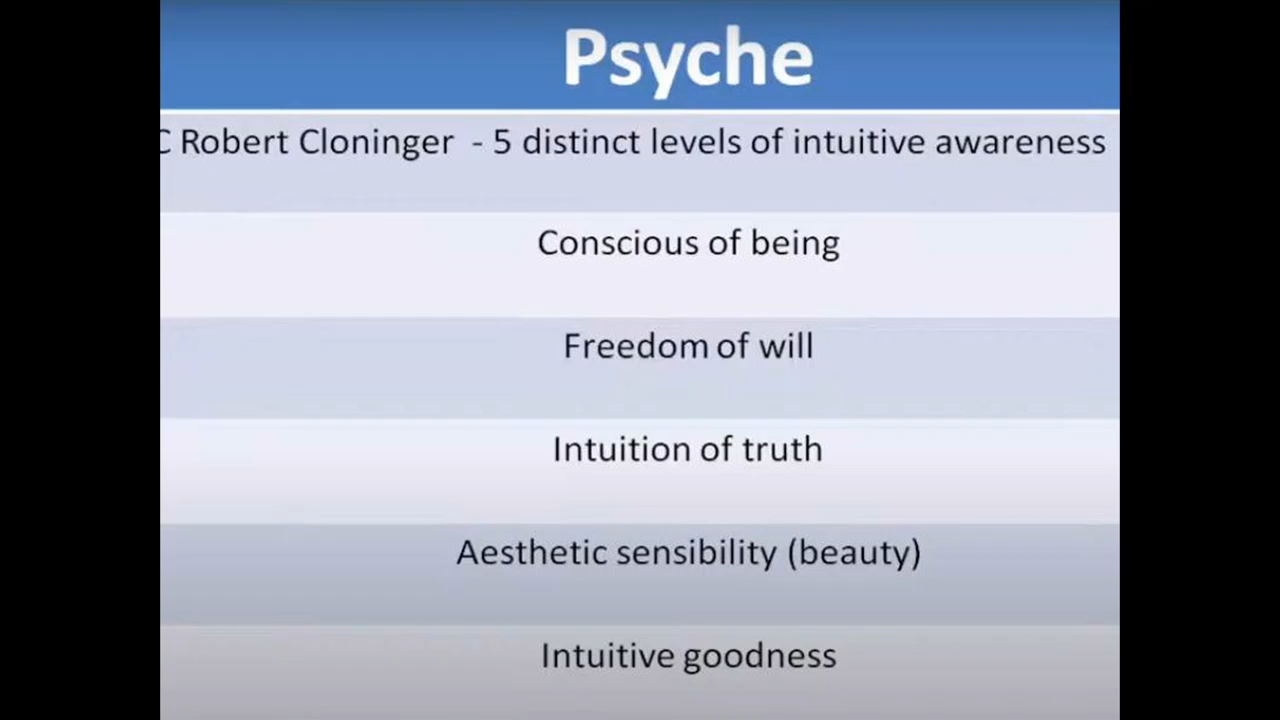 Psyche
C Robert Cloninger - 5 distinct levels of intuitive awareness
Conscious of being
Freedom of will
Intuition of truth
Aesthetic sensibility (beauty)
Intuitive goodness